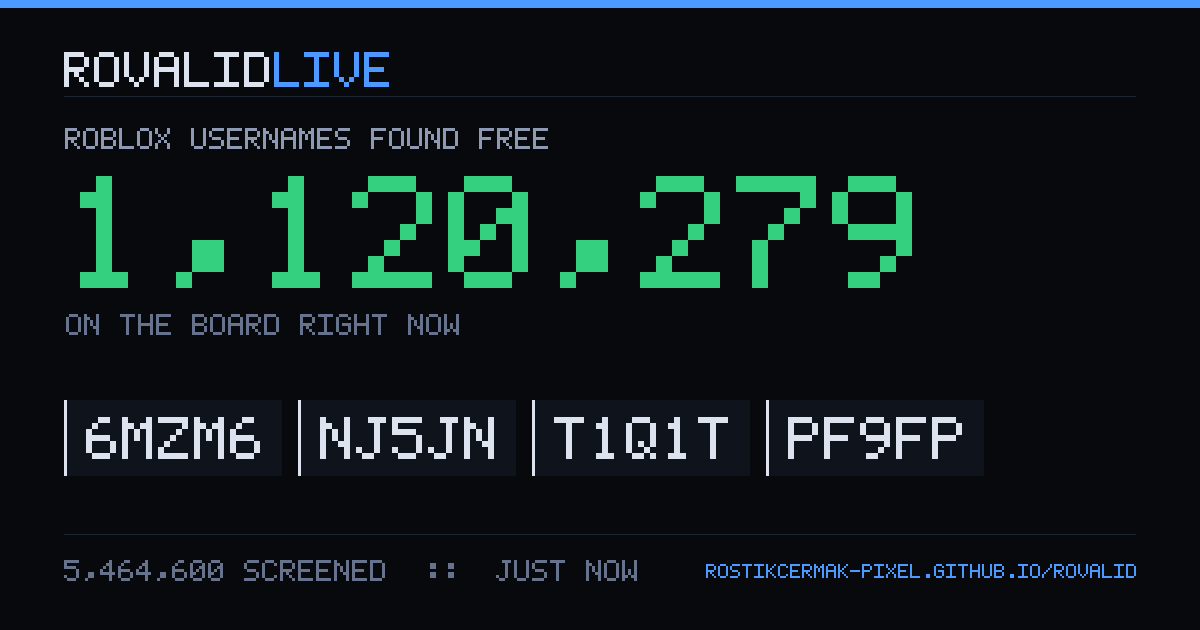 ROVALIDLIVE
ROBLOX USERNAMES FOUND FREE
1,120,279
ON THE BOARD RIGHT NOW
6MZM6 NJ5JN T1Q1T PF9FP
5,464,600 SCREENED :: JUST NOW ROSTIKCERMAK-PIXEL.GITHUB.IO/ROVALID